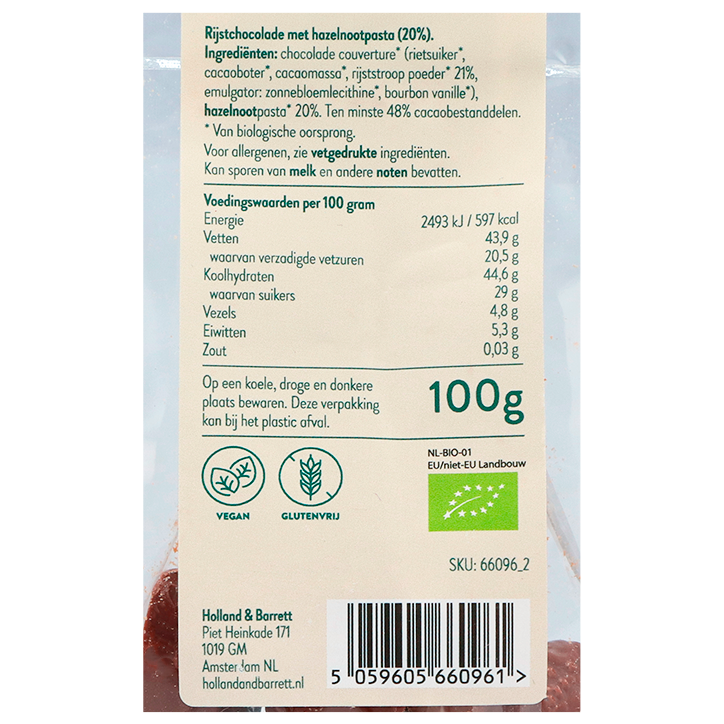 Rijstchocolade met hazelnootpasta (20%).
Ingrediënten: chocolade couverture* (rietsuiker*,
cacaoboter*, cacaomassa*, rijststroop poeder* 21%,
emulgator: zonnebloemlecithine*, bourbon vanille*),
hazelnootpasta* 20%. Ten minste 48% cacaobestanddelen.
* Van biologische oorsprong.
Voor allergenen, zie vetgedrukte ingrediënten.
Kan sporen van melk en andere noten bevatten.
Voedingswaarden per 100 gram
Energie 2493 kJ / 597 kcal
Vetten 43,9 g
waarvan verzadigde vetzuren 20,5 g
Koolhydraten 44,6 g
waarvan suikers 29 g
Vezels 4,8 g
Eiwitten 5,3 g
Zout 0,03 g
Op een koele, droge en donkere
plaats bewaren. Deze verpakking
kan bij het plastic afval.
100g
VEGAN
GLUTENVRIJ
NL-BIO-01
EU/niet-EU Landbouw
SKU: 66096_2
Holland & Barrett
Piet Heinkade 171
1019 GM
Amsterdam NL
hollandandbarrett.nl
5 059605 660961 >